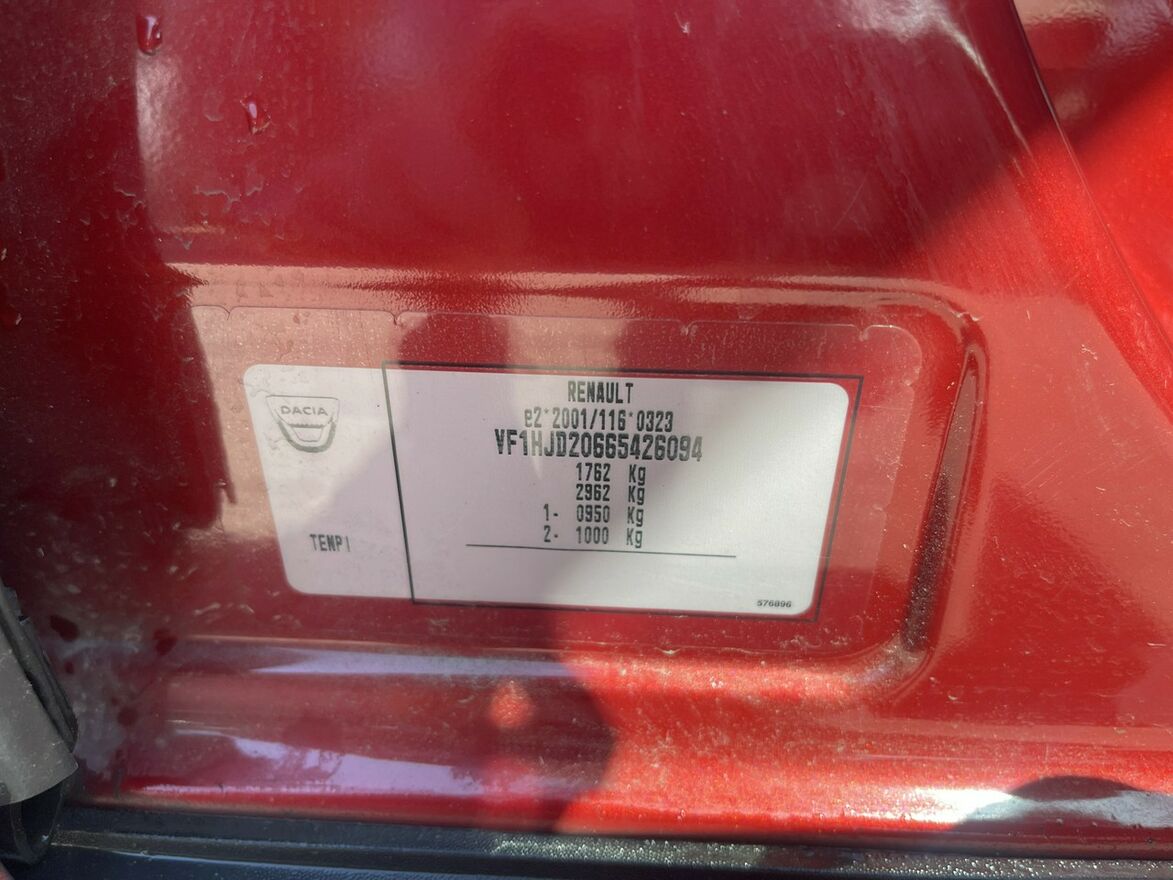 DACIA
TENPI
RENAULT
e2*2001/116*0323
VF1HJD20665426094
1762 Kg
2962 Kg
1- 0950 Kg
2- 1000 Kg
576896